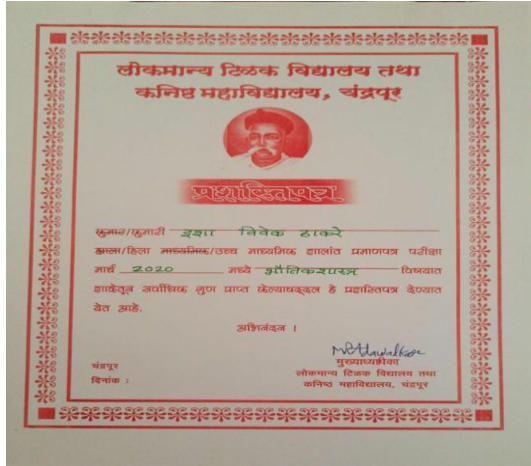 लोकमान्य टिळक विद्यालय तथा
कनिष्ठ महाविद्यालय, चंद्रपूर
प्रशस्तिपत्र
कुमार/कुमारी इशा विवेक ठाकरे
ह्याला/हिला माध्यमिक/उच्च माध्यमिक शालांत प्रमाणपत्र परीक्षा
मार्च 2020 मध्ये भौतिकशास्त्र विषयात
शाळेतून सर्वाधिक गुण प्राप्त केल्याबद्दल हे प्रशस्तिपत्र देण्यात
येत आहे.
अभिनंदन !
मुख्याध्यापिका
चंद्रपूर
लोकमान्य टिळक विद्यालय तथा
दिनांक :
कनिष्ठ महाविद्यालय, चंद्रपूर